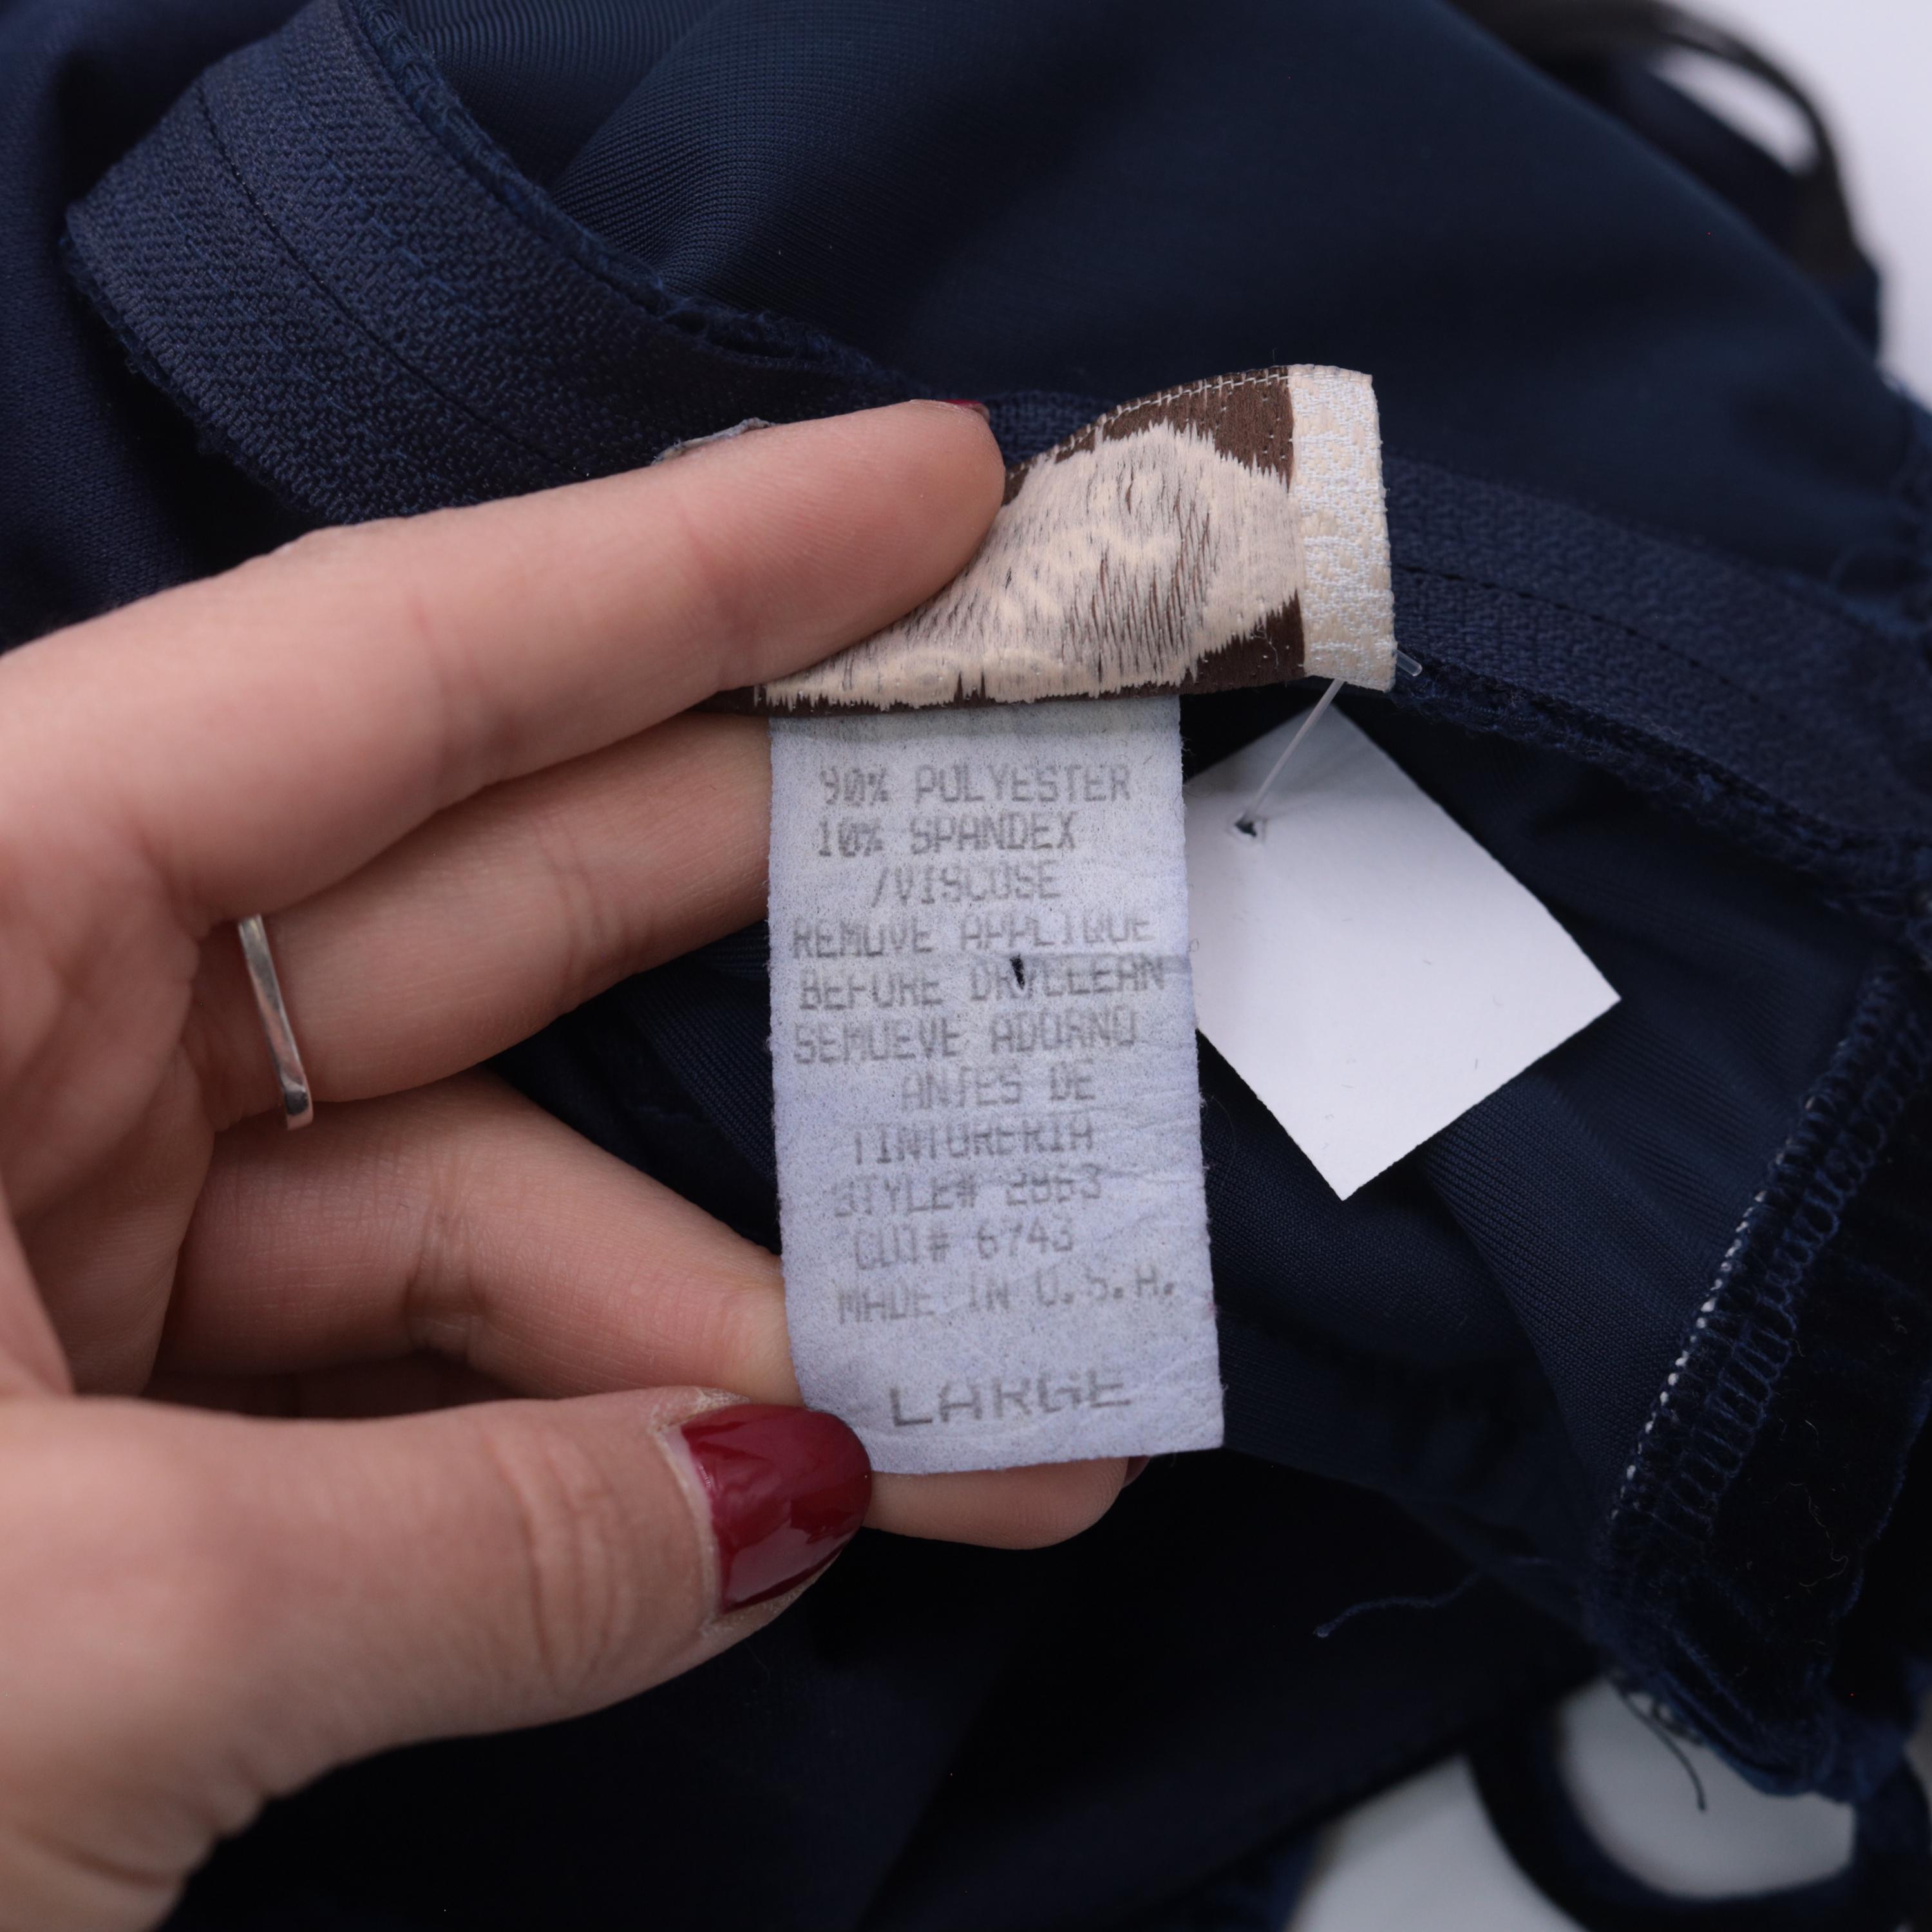 90% POLYESTER
10% SPANDEX
/VISCOSE
REMOVE APPLIQUE
BEFORE DRYCLEAN
SEMUEVE ADORNO
ANTES DE
TINTORERIA
STYLE# 2863
CUT# 6743
MADE IN U.S.A.
LARGE